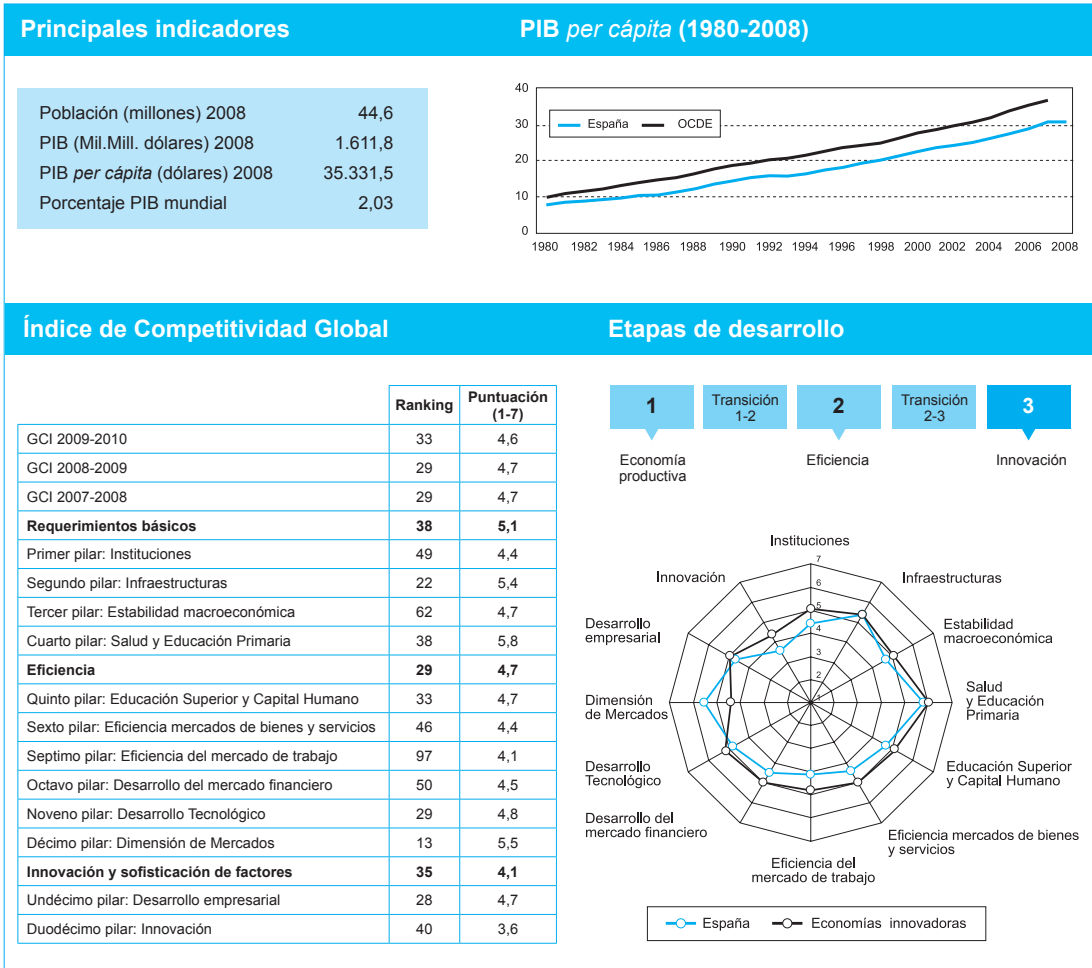 Principales indicadores
PIB per cápita (1980-2008)
Población (millones) 2008 44,6
PIB (Mil.Mill. dólares) 2008 1.611,8
PIB per cápita (dólares) 2008 35.331,5
Porcentaje PIB mundial 2,03
40
30
20
10
0
España OCDE
1980 1982 1984 1986 1988 1990 1992 1994 1996 1998 2000 2002 2004 2006 2008
Índice de Competitividad Global
Etapas de desarrollo
Ranking Puntuación
(1-7)
GCI 2009-2010 33 4,6
GCI 2008-2009 29 4,7
GCI 2007-2008 29 4,7
Requerimientos básicos 38 5,1
Primer pilar: Instituciones 49 4,4
Segundo pilar: Infraestructuras 22 5,4
Tercer pilar: Estabilidad macroeconómica 62 4,7
Cuarto pilar: Salud y Educación Primaria 38 5,8
Eficiencia 29 4,7
Quinto pilar: Educación Superior y Capital Humano 33 4,7
Sexto pilar: Eficiencia mercados de bienes y servicios 46 4,4
Septimo pilar: Eficiencia del mercado de trabajo 97 4,1
Octavo pilar: Desarrollo del mercado financiero 50 4,5
Noveno pilar: Desarrollo Tecnológico 29 4,8
Décimo pilar: Dimensión de Mercados 13 5,5
Innovación y sofisticación de factores 35 4,1
Undécimo pilar: Desarrollo empresarial 28 4,7
Duodécimo pilar: Innovación 40 3,6
1
Transición
1-2
2
Transición
2-3
3
Economía
productiva
Eficiencia
Innovación
Instituciones
Infraestructuras
Estabilidad
macroeconómica
Salud
y Educación
Primaria
Educación Superior
y Capital Humano
Eficiencia mercados de bienes
y servicios
Eficiencia del
mercado de trabajo
Desarrollo del
mercado financiero
Desarrollo
Tecnológico
Dimensión
de Mercados
Desarrollo
empresarial
Innovación
7
6
5
4
3
2
1
España Economías innovadoras